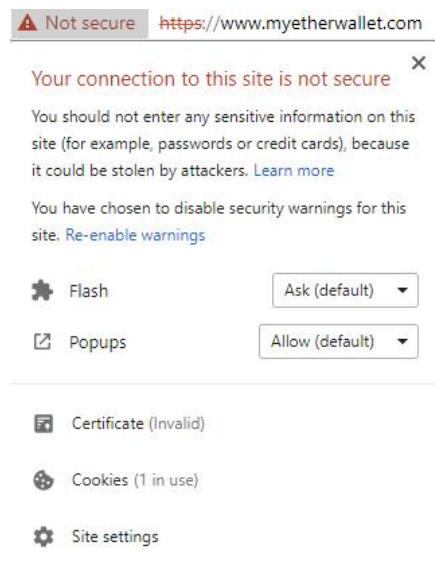 Not secure https://www.myetherwallet.com
Your connection to this site is not secure
You should not enter any sensitive information on this
site (for example, passwords or credit cards), because
it could be stolen by attackers. Learn more
You have chosen to disable security warnings for this
site. Re-enable warnings
Flash Ask (default)
Popups Allow (default)
Certificate (Invalid)
Cookies (1 in use)
Site settings